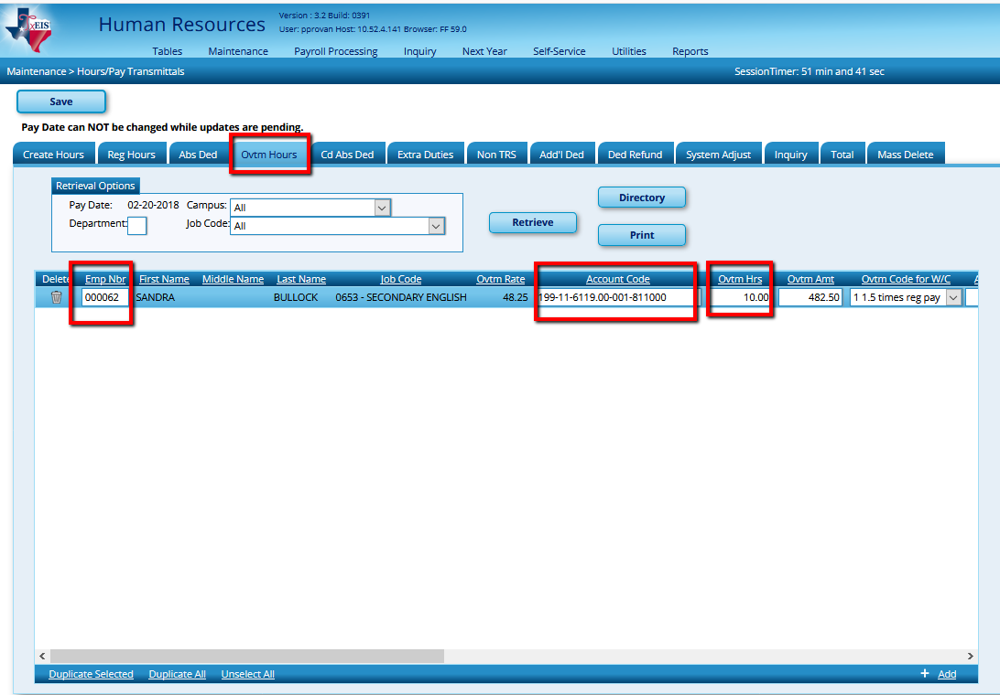 TxEIS
Human Resources
Version : 3.2 Build: 0391
User: pprovan Host: 10.52.4.141 Browser: FF 59.0
Tables Maintenance Payroll Processing Inquiry Next Year Self-Service Utilities Reports
Maintenance > Hours/Pay Transmittals SessionTimer: 51 min and 41 sec
Save
Pay Date can NOT be changed while updates are pending.
Create Hours Reg Hours Abs Ded Ovtm Hours Cd Abs Ded Extra Duties Non TRS Add'l Ded Ded Refund System Adjust Inquiry Total Mass Delete
Retrieval Options
Pay Date: 02-20-2018 Campus: All
Department: Job Code: All
Retrieve
Directory
Print
Delete Emp Nbr First Name Middle Name Last Name Job Code Ovtm Rate Account Code Ovtm Hrs Ovtm Amt Ovtm Code for W/C
000062 SANDRA BULLOCK 0653 - SECONDARY ENGLISH 48.25 199-11-6119.00-001-811000 10.00 482.50 1 1.5 times reg pay
Duplicate Selected Duplicate All Unselect All + Add